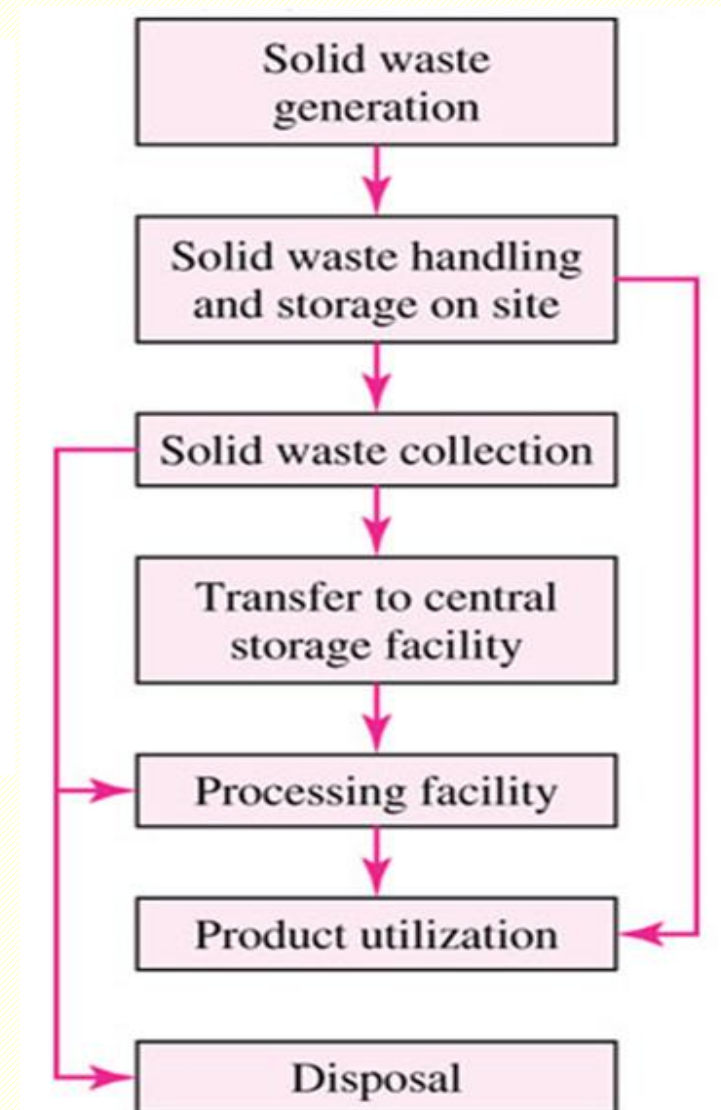 Solid waste
generation
Solid waste handling
and storage on site
Solid waste collection
Transfer to central
storage facility
Processing facility
Product utilization
Disposal